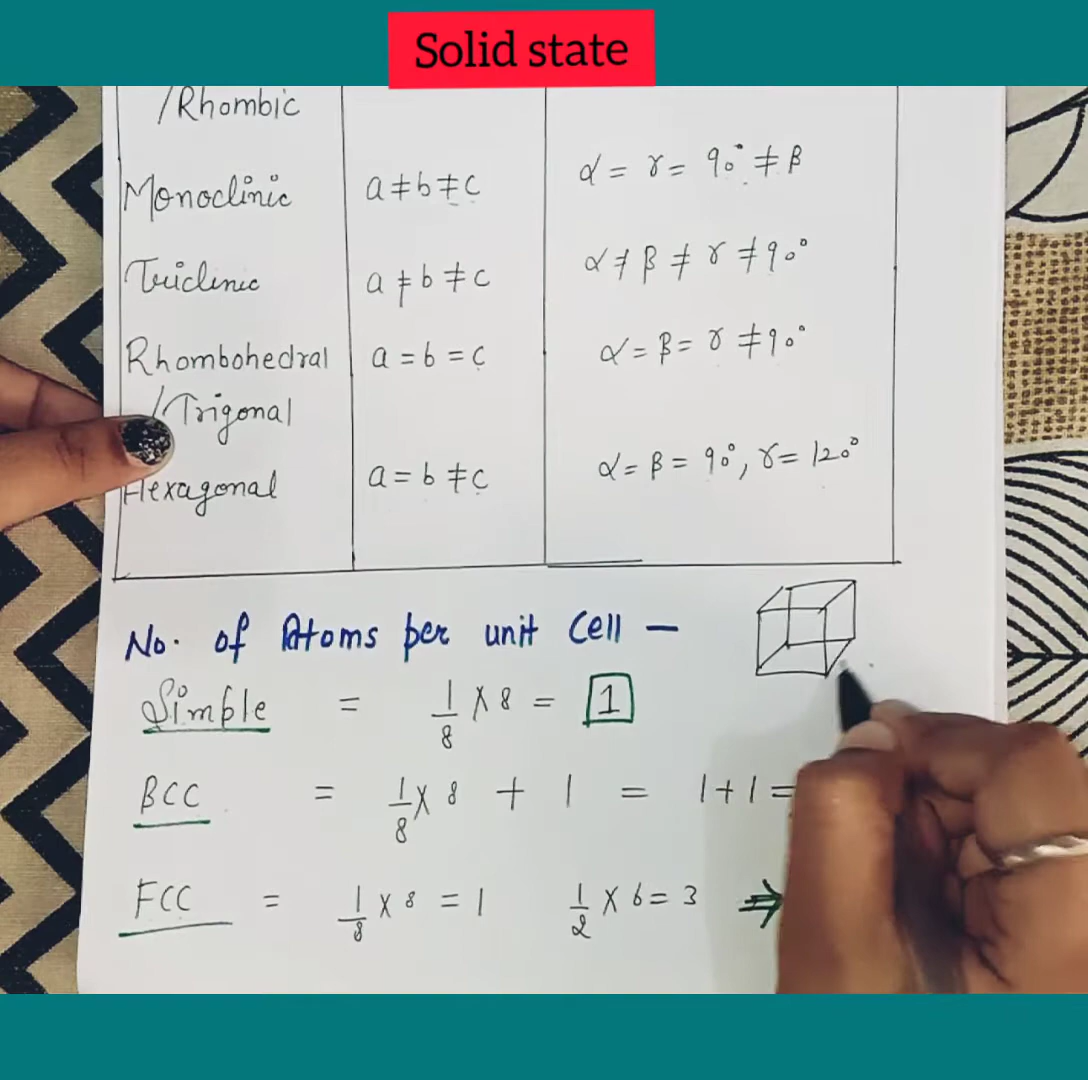 Solid state
/Rhombic
Monoclinic a≠b≠c α = γ = 90° ≠ β
Triclinic a≠b≠c α≠β≠γ≠90°
Rhombohedral a=b=c α=β=γ≠90°
/Trigonal
Hexagonal a=b≠c α=β=90°, γ=120°
No. of Atoms per unit Cell —
Simple = 1/8 × 8 = 1
BCC = 1/8 × 8 + 1 = 1+1=
FCC = 1/8 × 8 = 1 1/2 × 6 = 3 ⇒